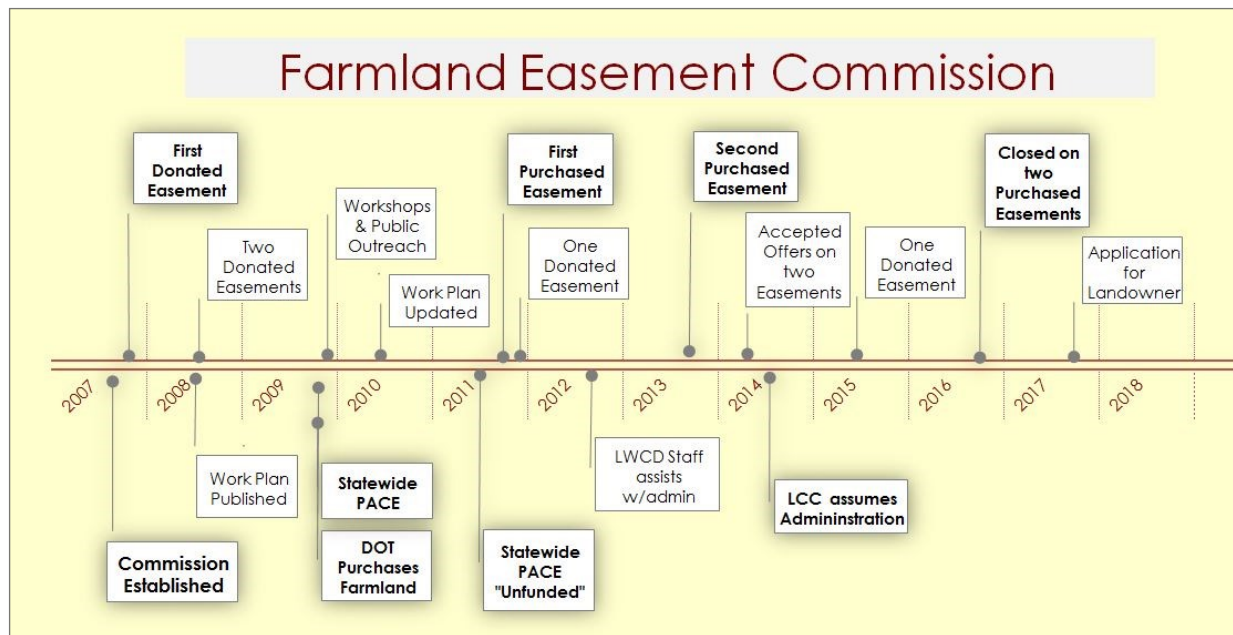 Farmland Easement Commission
First
Donated
Easement
Two
Donated
Easements
Workshops
& Public
Outreach
Work Plan
Updated
First
Purchased
Easement
One
Donated
Easement
Second
Purchased
Easement
Accepted
Offers on
two
Easements
One
Donated
Easement
Closed on
two
Purchased
Easements
Application
for
Landowner
2007
2008
2009
2010
2011
2012
2013
2014
2015
2016
2017
2018
Commission
Established
Work Plan
Published
Statewide
PACE
DOT
Purchases
Farmland
Statewide
PACE
"Unfunded"
LWCD Staff
assists
w/admin
LCC assumes
Admininstration